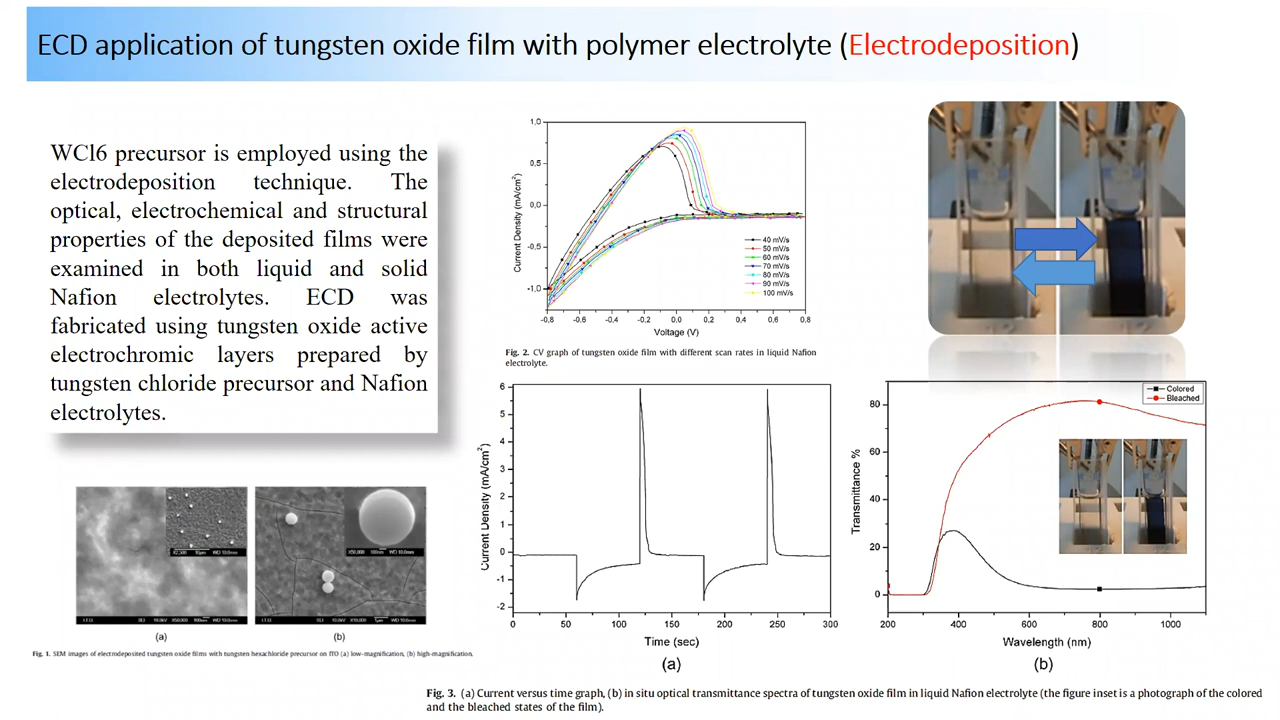 ECD application of tungsten oxide film with polymer electrolyte (Electrodeposition)
WCl6 precursor is employed using the
electrodeposition technique. The
optical, electrochemical and structural
properties of the deposited films were
examined in both liquid and solid
Nafion electrolytes. ECD was
fabricated using tungsten oxide active
electrochromic layers prepared by
tungsten chloride precursor and Nafion
electrolytes.
(a)
(b)
Fig. 1. SEM images of electrodeposited tungsten oxide films with tungsten hexachloride precursor on ITO (a) low-magnification, (b) high-magnification.
Current Density (mA/cm²)
1,0
0,5
0,0
-0,5
-1,0
40 mV/s
50 mV/s
60 mV/s
70 mV/s
80 mV/s
90 mV/s
100 mV/s
-0,8 -0,6 -0,4 -0,2 0,0 0,2 0,4 0,6 0,8
Voltage (V)
Fig. 2. CV graph of tungsten oxide film with different scan rates in liquid Nafion
electrolyte.
Current Density (mA/cm²)
6
5
4
3
2
1
0
-1
-2
0 50 100 150 200 250 300
Time (sec)
(a)
Transmittance %
80
60
40
20
0
Colored
Bleached
200 400 600 800 1000
Wavelength (nm)
(b)
Fig. 3. (a) Current versus time graph, (b) in situ optical transmittance spectra of tungsten oxide film in liquid Nafion electrolyte (the figure inset is a photograph of the colored
and the bleached states of the film).